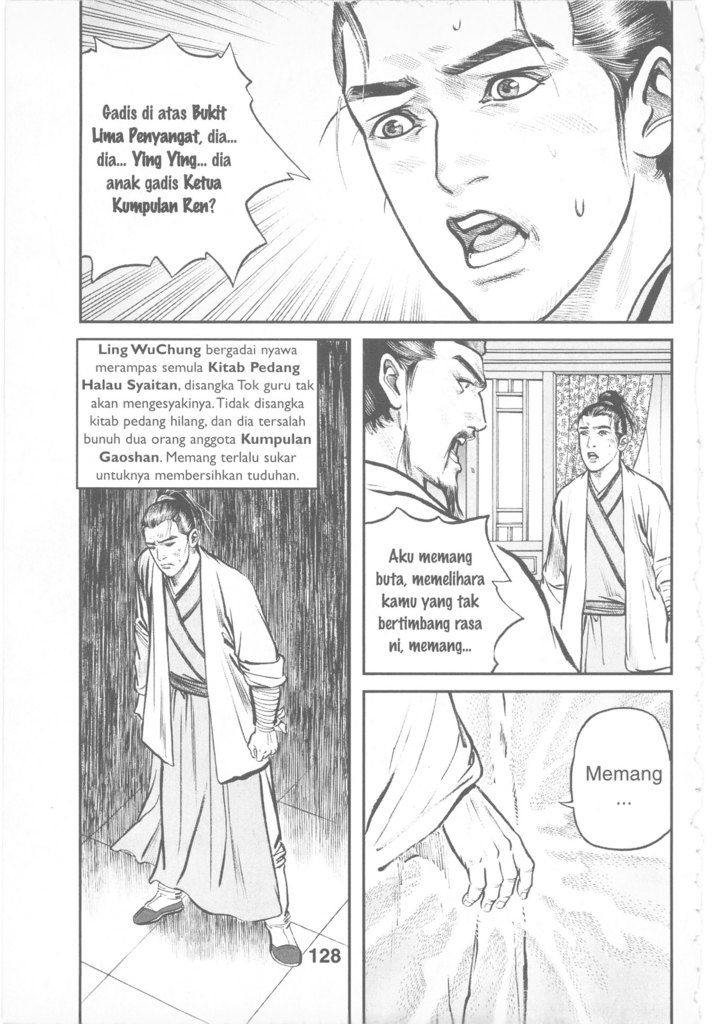 Gadis di atas Bukit
Lima Penyangat, dia...
dia... Ying Ying... dia
anak gadis Ketua
Kumpulan Ren?
Ling WuChung bergadai nyawa
merampas semula Kitab Pedang
Halau Syaitan, disangka Tok guru tak
akan mengesyakinya. Tidak disangka
kitab pedang hilang, dan dia tersalah
bunuh dua orang anggota Kumpulan
Gaoshan. Memang terlalu sukar
untuknya membersihkan tuduhan.
Aku memang
buta, memelihara
kamu yang tak
bertimbang rasa
ni, memang...
Memang
...
128